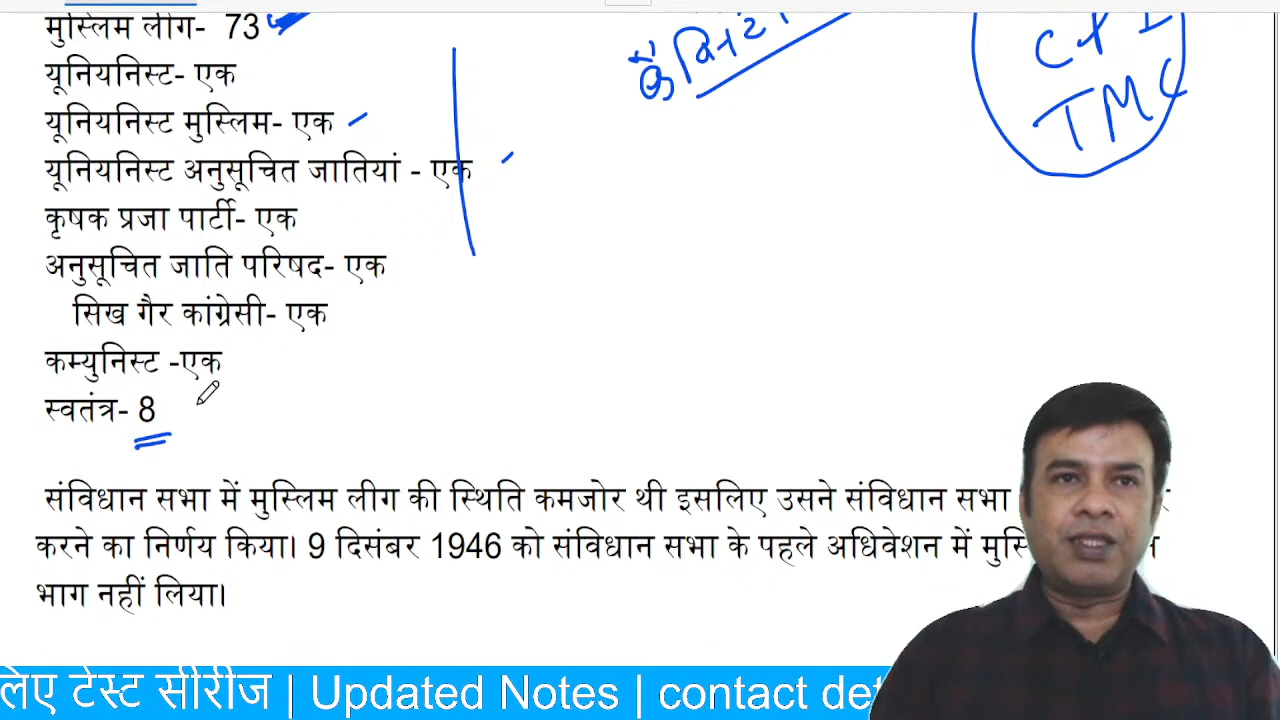 मुस्लिम लीग- 73
कैबिनेट
CPI
TMC
यूनियनिस्ट- एक
यूनियनिस्ट मुस्लिम- एक
यूनियनिस्ट अनुसूचित जातियां - एक
कृषक प्रजा पार्टी- एक
अनुसूचित जाति परिषद- एक
सिख गैर कांग्रेसी- एक
कम्युनिस्ट -एक
स्वतंत्र- 8
संविधान सभा में मुस्लिम लीग की स्थिति कमजोर थी इसलिए उसने संविधान सभा
करने का निर्णय किया। 9 दिसंबर 1946 को संविधान सभा के पहले अधिवेशन में
भाग नहीं लिया।
लिए टेस्ट सीरीज | Updated Notes | contact